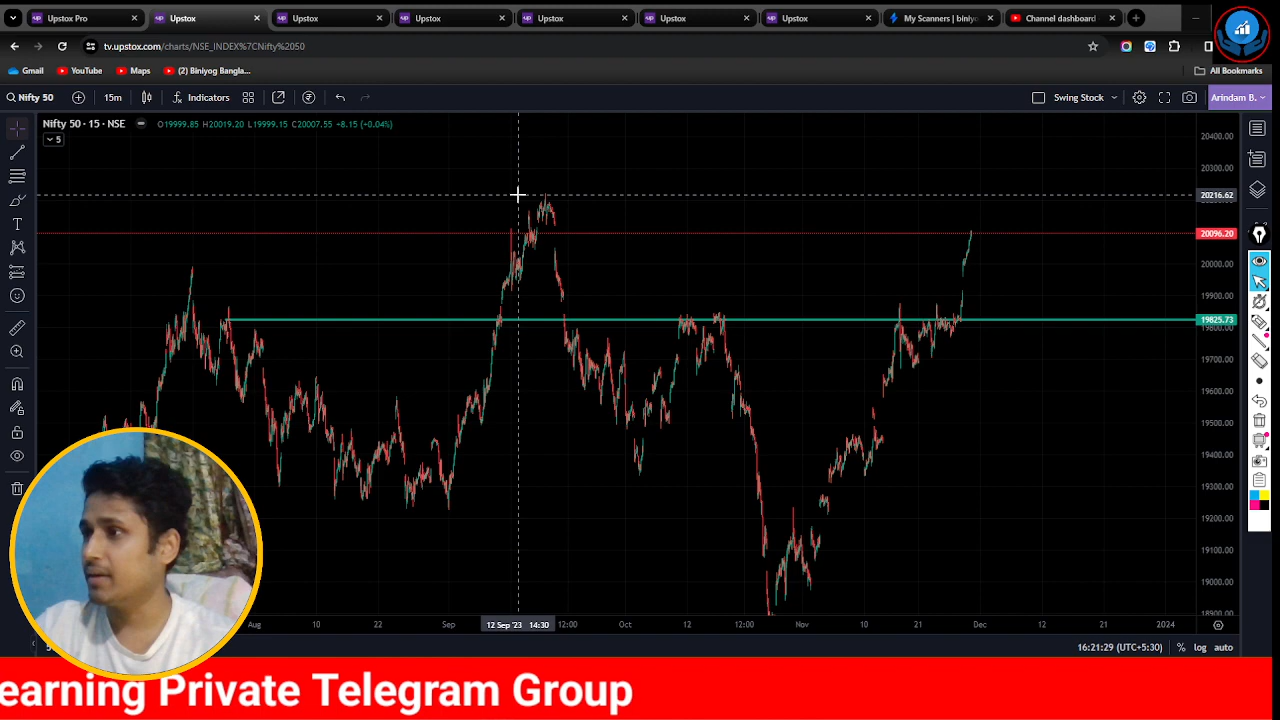 Upstox Pro
Upstox
Upstox
Upstox
Upstox
Upstox
Upstox
My Scanners | biniyo
Channel dashboard
tv.upstox.com/charts/NSE_INDEX%7CNifty%2050
Gmail
YouTube
Maps
(2) Biniyog Bangla...
All Bookmarks
Nifty 50
15m
Indicators
Swing Stock
Arindam B.
Nifty 50 · 15 · NSE
O19999.85 H20019.20 L19999.15 C20007.55 +8.15 (+0.04%)
5
20400.00
20300.00
20216.62
20096.20
20000.00
19900.00
19825.73
19800.00
19700.00
19600.00
19500.00
19400.00
19300.00
19200.00
19100.00
19000.00
18900.00
Aug
10
22
Sep
12 Sep '23 14:30
12:00
Oct
12
12:00
Nov
10
21
Dec
12
21
2024
16:21:29 (UTC+5:30)
%
log
auto
earning Private Telegram Group